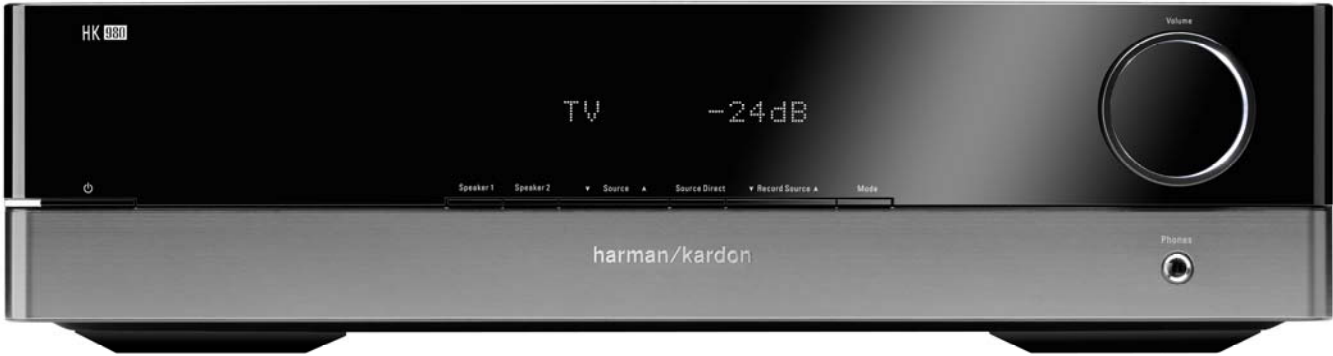 Volume
HK 980
TV -24dB
Speaker 1 Speaker 2 ▼ Source ▲ Source Direct ▼ Record Source ▲ Mode
harman/kardon
Phones